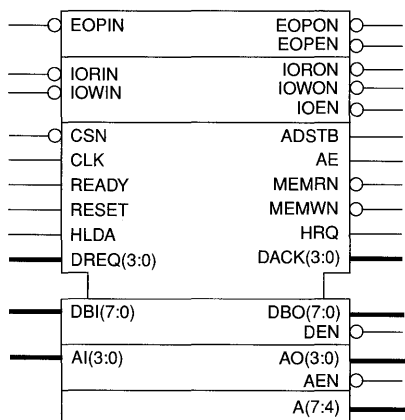 EOPIN EOPON
EOPEN
IORIN IORON
IOWIN IOWON
IOEN
CSN ADSTB
CLK AE
READY MEMRN
RESET MEMWN
HLDA HRQ
DREQ(3:0) DACK(3:0)
DBI(7:0) DBO(7:0)
DEN
AI(3:0) AO(3:0)
AEN
A(7:4)